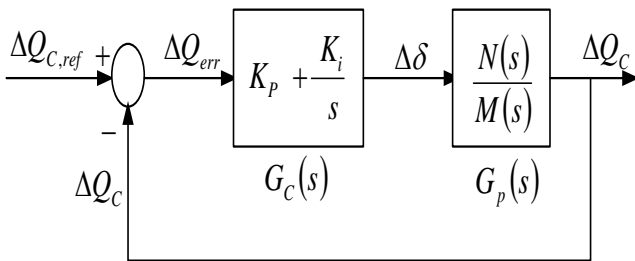 ΔQ_{C,ref}
+
−
ΔQ_{err}
K_P + K_i/s
G_C(s)
Δδ
N(s)/M(s)
G_p(s)
ΔQ_C
ΔQ_C